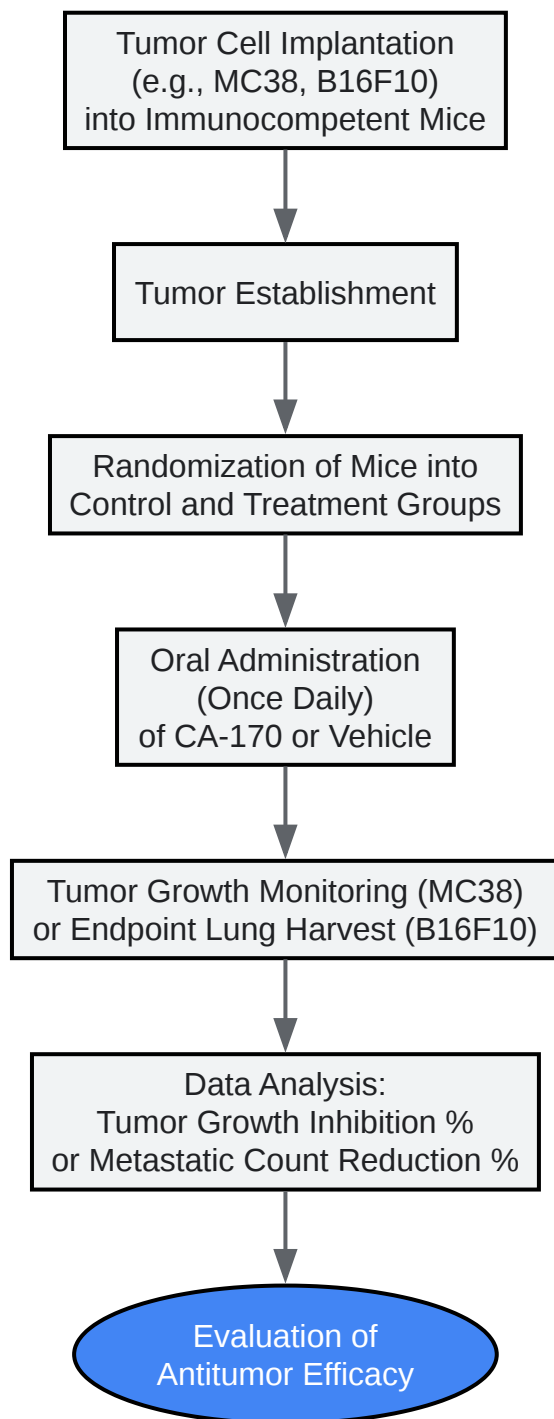 Tumor Cell Implantation
(e.g., MC38, B16F10)
into Immunocompetent Mice
Tumor Establishment
Randomization of Mice into
Control and Treatment Groups
Oral Administration
(Once Daily)
of CA-170 or Vehicle
Tumor Growth Monitoring (MC38)
or Endpoint Lung Harvest (B16F10)
Data Analysis:
Tumor Growth Inhibition %
or Metastatic Count Reduction %
Evaluation of
Antitumor Efficacy